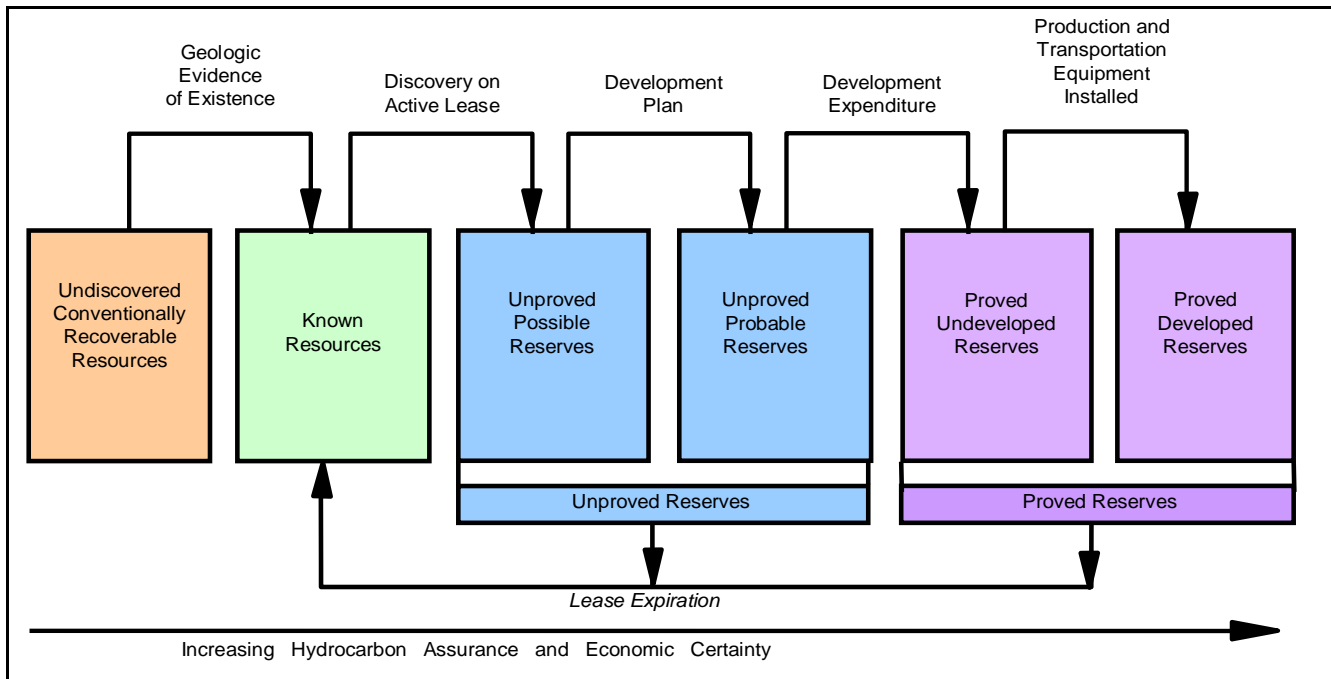 Geologic
Evidence
of Existence
Discovery on
Active Lease
Development
Plan
Development
Expenditure
Production and
Transportation
Equipment
Installed
Undiscovered
Conventionally
Recoverable
Resources
Known
Resources
Unproved
Possible
Reserves
Unproved
Probable
Reserves
Proved
Undeveloped
Reserves
Proved
Developed
Reserves
Unproved Reserves
Proved Reserves
Lease Expiration
Increasing Hydrocarbon Assurance and Economic Certainty